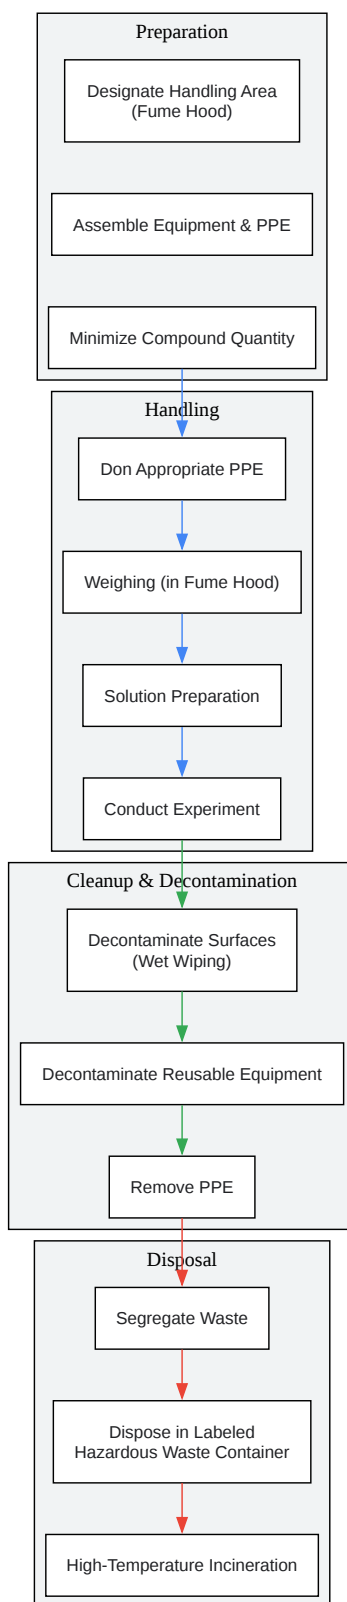 Preparation
Designate Handling Area
(Fume Hood)
Assemble Equipment & PPE
Minimize Compound Quantity
Handling
Don Appropriate PPE
Weighing (in Fume Hood)
Solution Preparation
Conduct Experiment
Cleanup & Decontamination
Decontaminate Surfaces
(Wet Wiping)
Decontaminate Reusable Equipment
Remove PPE
Disposal
Segregate Waste
Dispose in Labeled
Hazardous Waste Container
High-Temperature Incineration